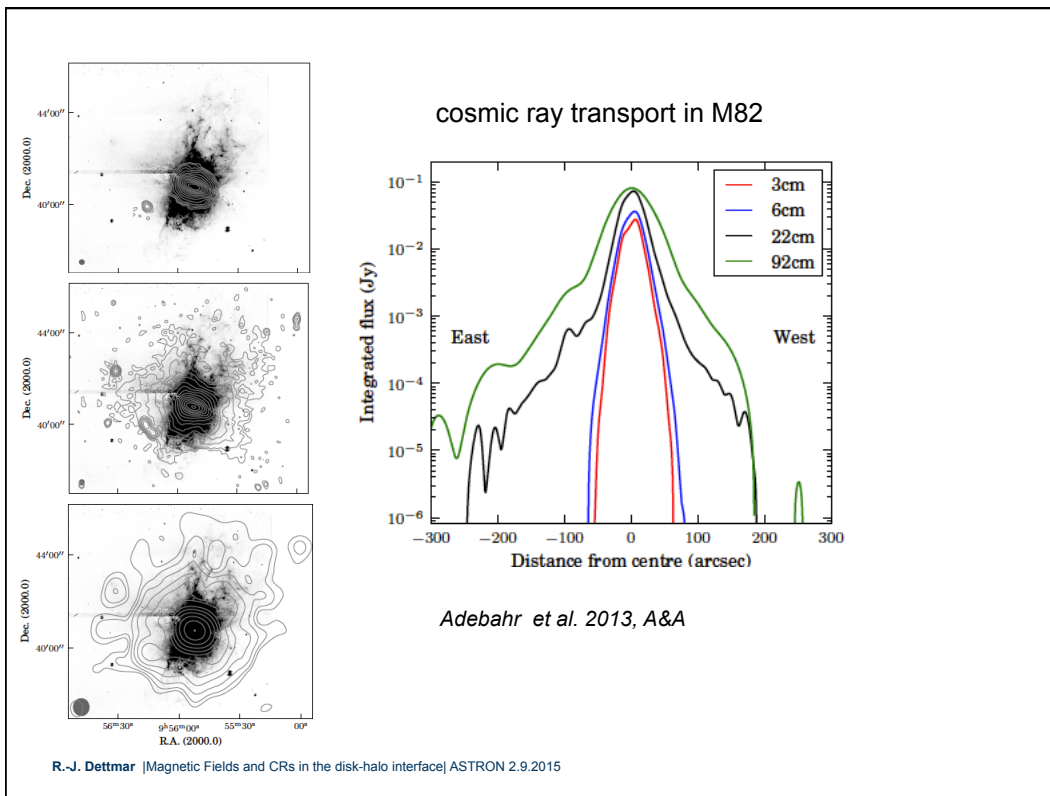 cosmic ray transport in M82
44′00″
40′00″
Dec. (2000.0)
44′00″
40′00″
Dec. (2000.0)
44′00″
40′00″
Dec. (2000.0)
56ᵐ30ˢ 9ʰ56ᵐ00ˢ 55ᵐ30ˢ 00ˢ
R.A. (2000.0)
10⁻¹
10⁻²
10⁻³
10⁻⁴
10⁻⁵
10⁻⁶
Integrated flux (Jy)
3cm
6cm
22cm
92cm
East
West
−300 −200 −100 0 100 200 300
Distance from centre (arcsec)
Adebahr et al. 2013, A&A
R.-J. Dettmar |Magnetic Fields and CRs in the disk-halo interface| ASTRON 2.9.2015